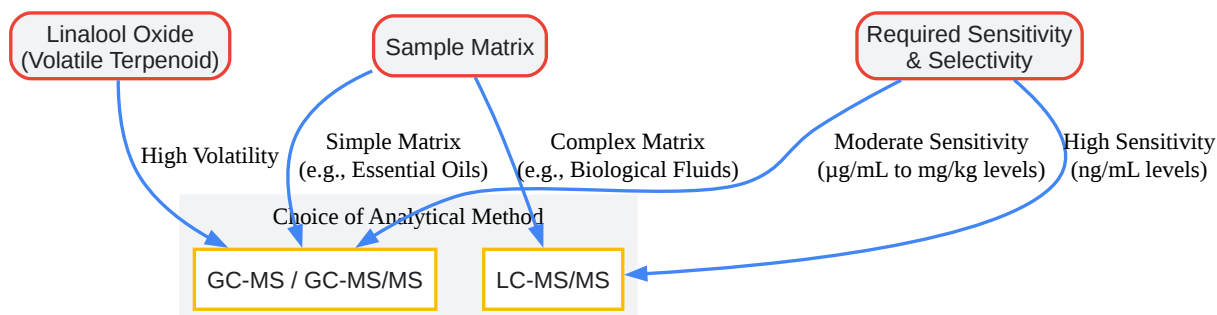 Linalool Oxide
(Volatile Terpenoid)
Sample Matrix
Required Sensitivity
& Selectivity
High Volatility
Simple Matrix
(e.g., Essential Oils)
Complex Matrix
(e.g., Biological Fluids)
Moderate Sensitivity
(µg/mL to mg/kg levels)
High Sensitivity
(ng/mL levels)
Choice of Analytical Method
GC-MS / GC-MS/MS
LC-MS/MS